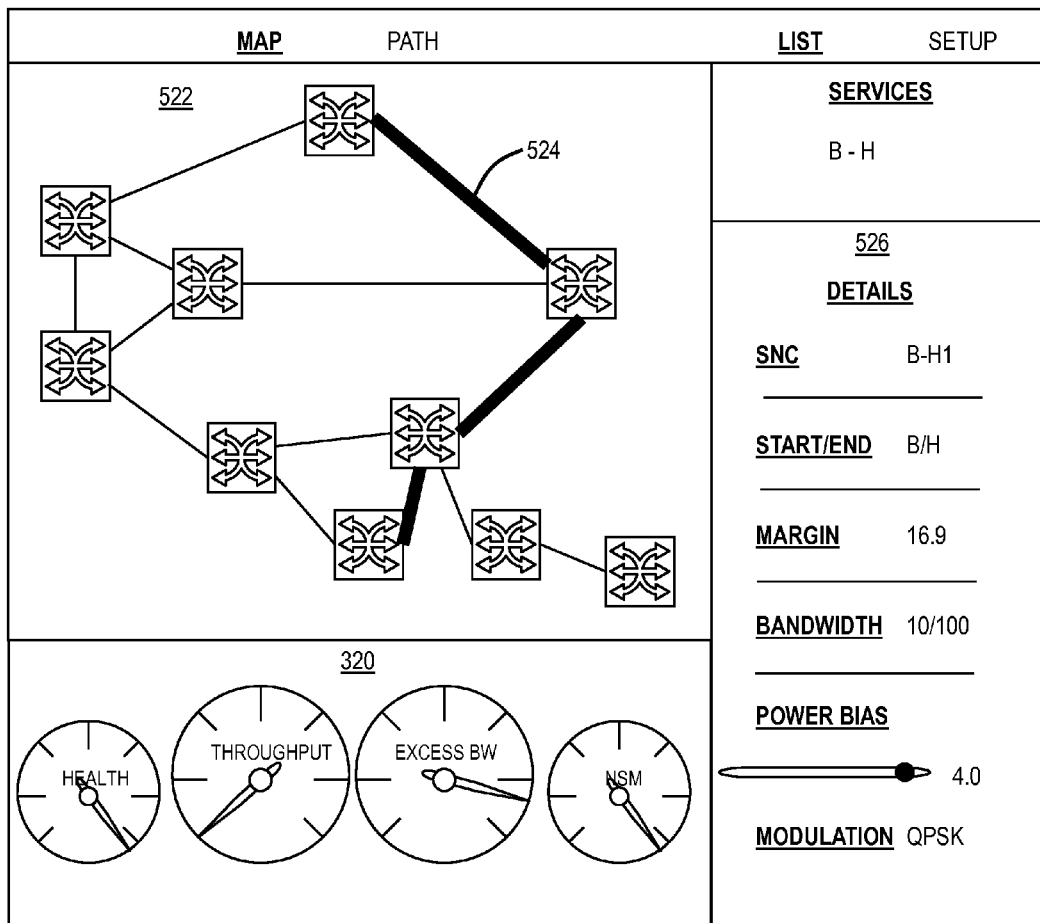 MAP PATH LIST SETUP
522
524
SERVICES
B - H
526
DETAILS
SNC B-H1
START/END B/H
MARGIN 16.9
BANDWIDTH 10/100
POWER BIAS
4.0
MODULATION QPSK
320
HEALTH THROUGHPUT EXCESS BW NSM